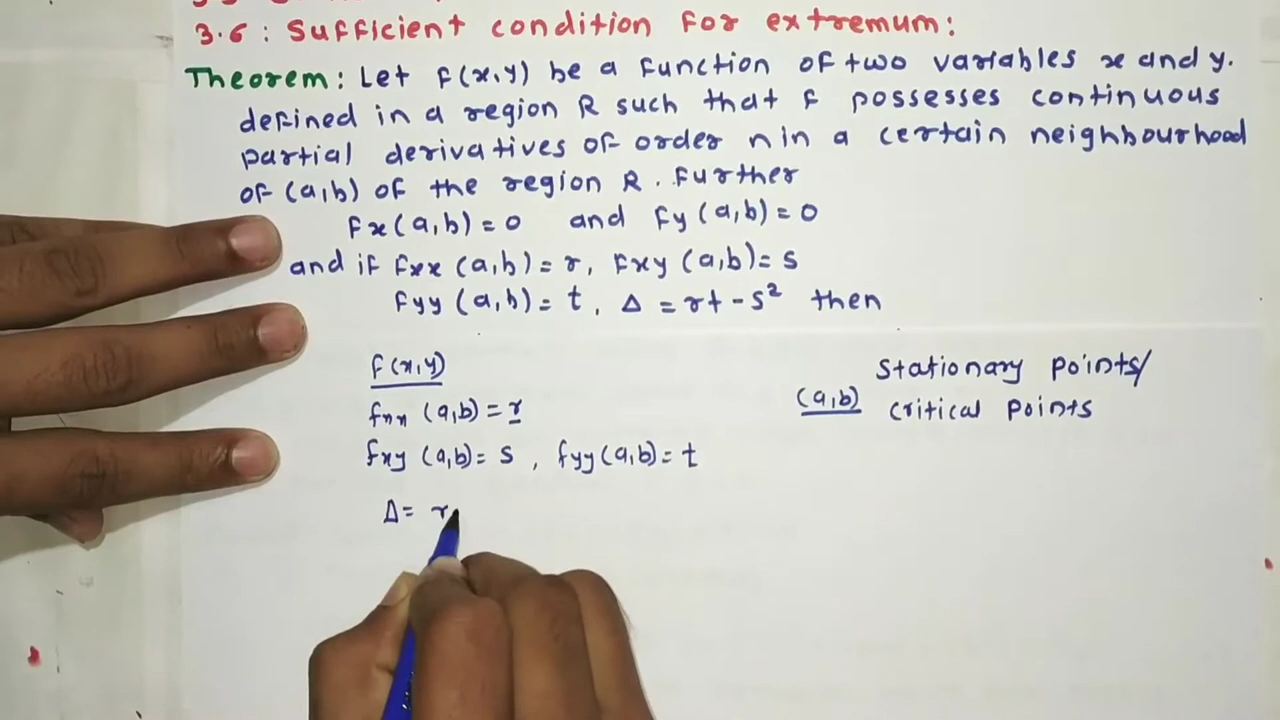 3.6: Sufficient condition for extremum:
Theorem: Let f(x,y) be a function of two variables x and y.
defined in a region R such that f possesses continuous
partial derivatives of order n in a certain neighbourhood
of (a,b) of the region R. Further
fx(a,b)=0 and fy(a,b)=0
and if fxx(a,b)=r, fxy(a,b)=s
fyy(a,b)=t, Δ=rt-s² then
f(x,y)
fxx(a,b)=r
fxy(a,b)=s, fyy(a,b)=t
Δ= r
stationary points/
(a,b) critical points